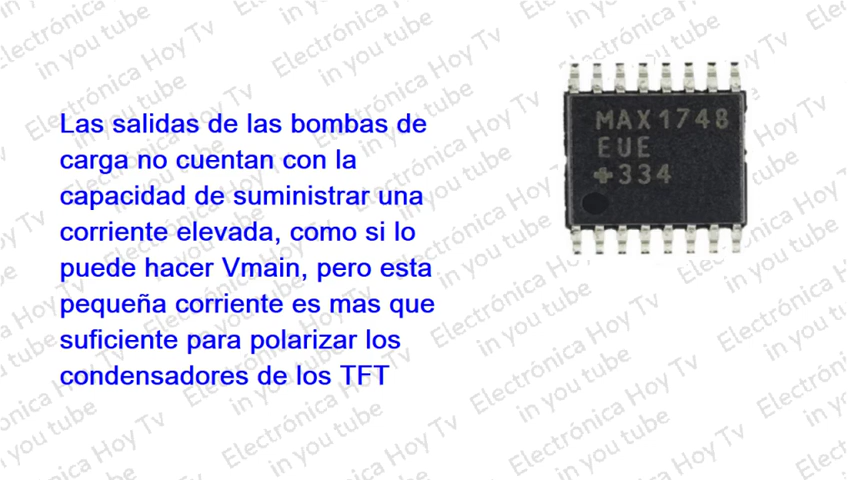 Las salidas de las bombas de
carga no cuentan con la
capacidad de suministrar una
corriente elevada, como si lo
puede hacer Vmain, pero esta
pequeña corriente es mas que
suficiente para polarizar los
condensadores de los TFT
MAX1748
EUE
+334
Electrónica Hoy Tv
in you tube